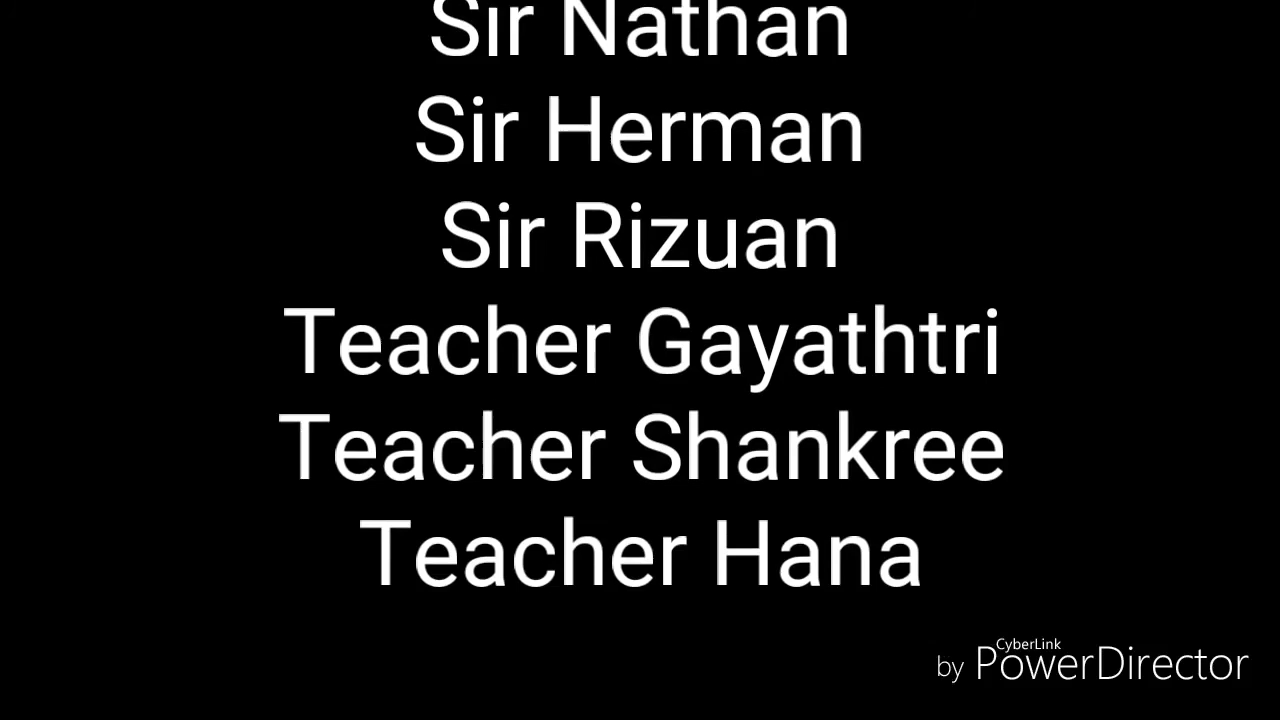 Sir Nathan
Sir Herman
Sir Rizuan
Teacher Gayathtri
Teacher Shankree
Teacher Hana
CyberLink
by PowerDirector